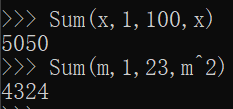 >>> Sum(x,1,100,x)
5050
>>> Sum(m,1,23,m^2)
4324